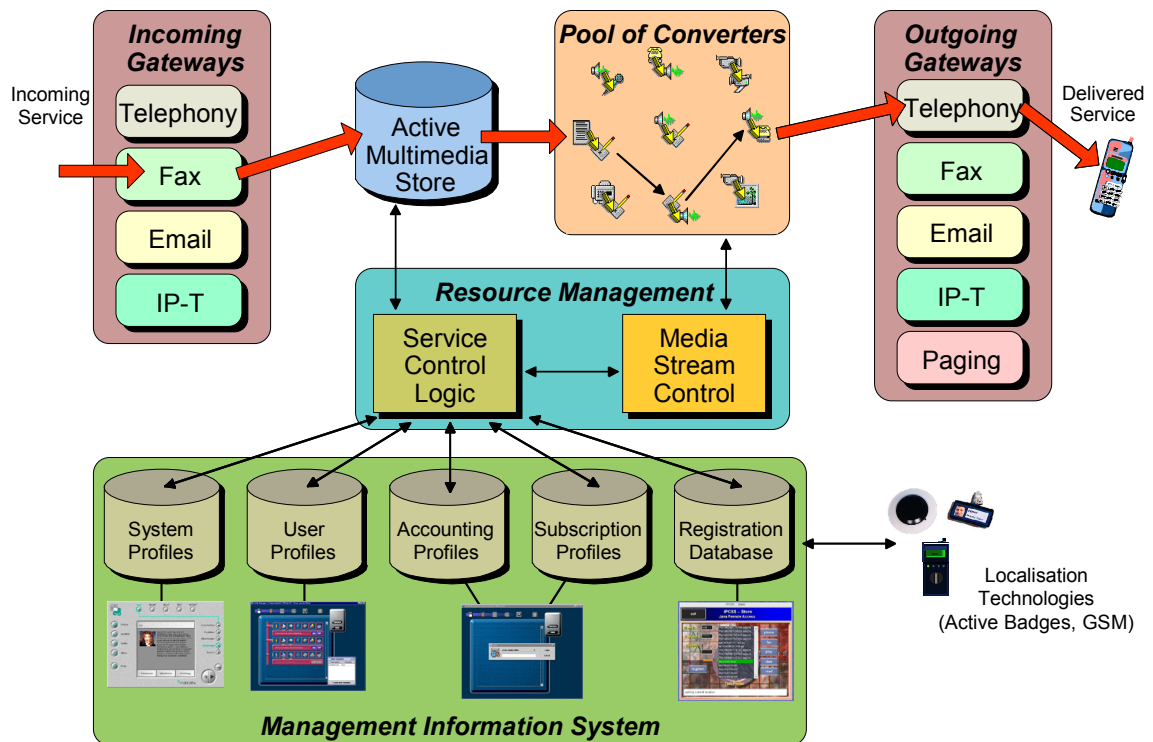 Incoming
Gateways
Incoming
Service
Telephony
Fax
Email
IP-T
Active
Multimedia
Store
Pool of Converters
Outgoing
Gateways
Telephony
Fax
Email
IP-T
Paging
Delivered
Service
Resource Management
Service
Control
Logic
Media
Stream
Control
System
Profiles
User
Profiles
Accounting
Profiles
Subscription
Profiles
Registration
Database
Localisation
Technologies
(Active Badges, GSM)
Management Information System